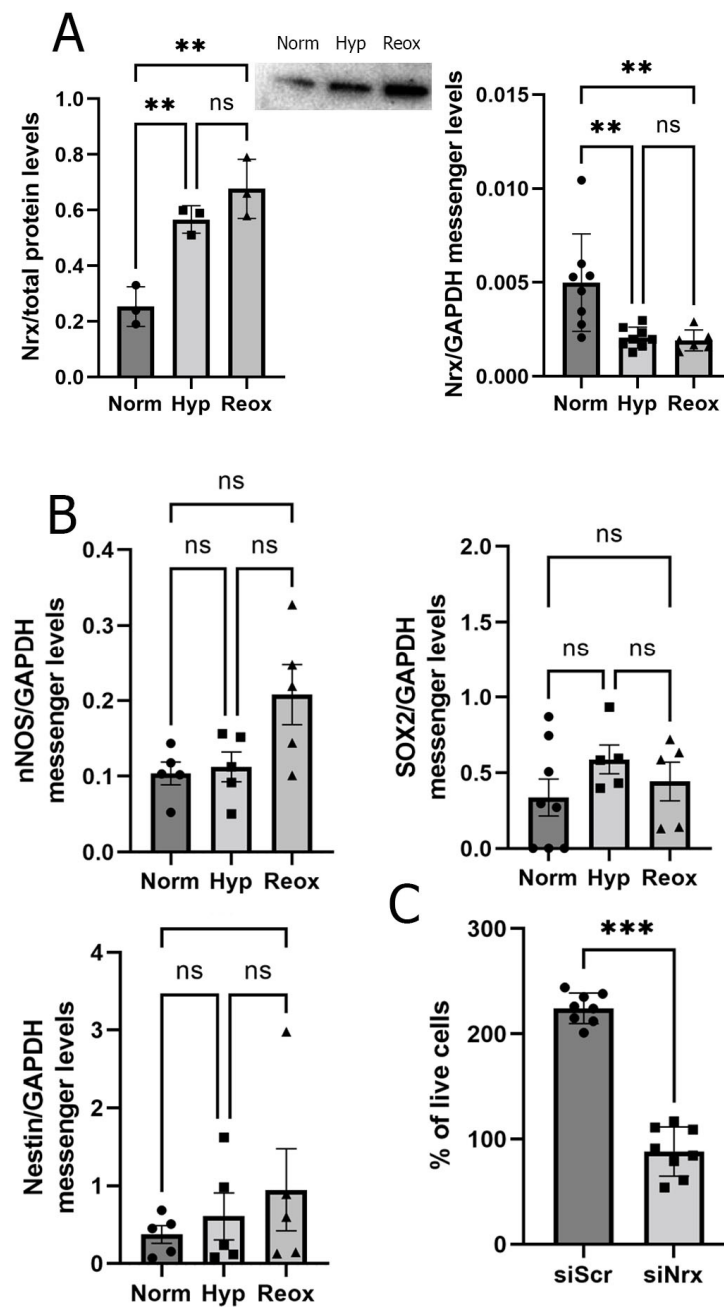 A
**
Norm Hyp Reox
** ns
1.0
0.8
0.6
0.4
0.2
0.0
Nrx/total protein levels
Norm Hyp Reox
**
** ns
0.015
0.010
0.005
0.000
Nrx/GAPDH messenger levels
Norm Hyp Reox
B
ns
ns ns
0.4
0.3
0.2
0.1
0.0
nNOS/GAPDH
messenger levels
Norm Hyp Reox
ns
ns ns
2.0
1.5
1.0
0.5
0.0
SOX2/GAPDH
messenger levels
Norm Hyp Reox
ns ns
4
3
2
1
0
Nestin/GAPDH
messenger levels
Norm Hyp Reox
C
***
300
200
100
0
% of live cells
siScr siNrx